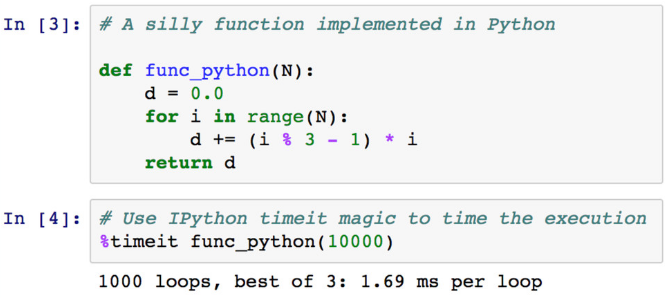 In [3]: # A silly function implemented in Python
def func_python(N):
    d = 0.0
    for i in range(N):
        d += (i % 3 - 1) * i
    return d
In [4]: # Use IPython timeit magic to time the execution
%timeit func_python(10000)
1000 loops, best of 3: 1.69 ms per loop